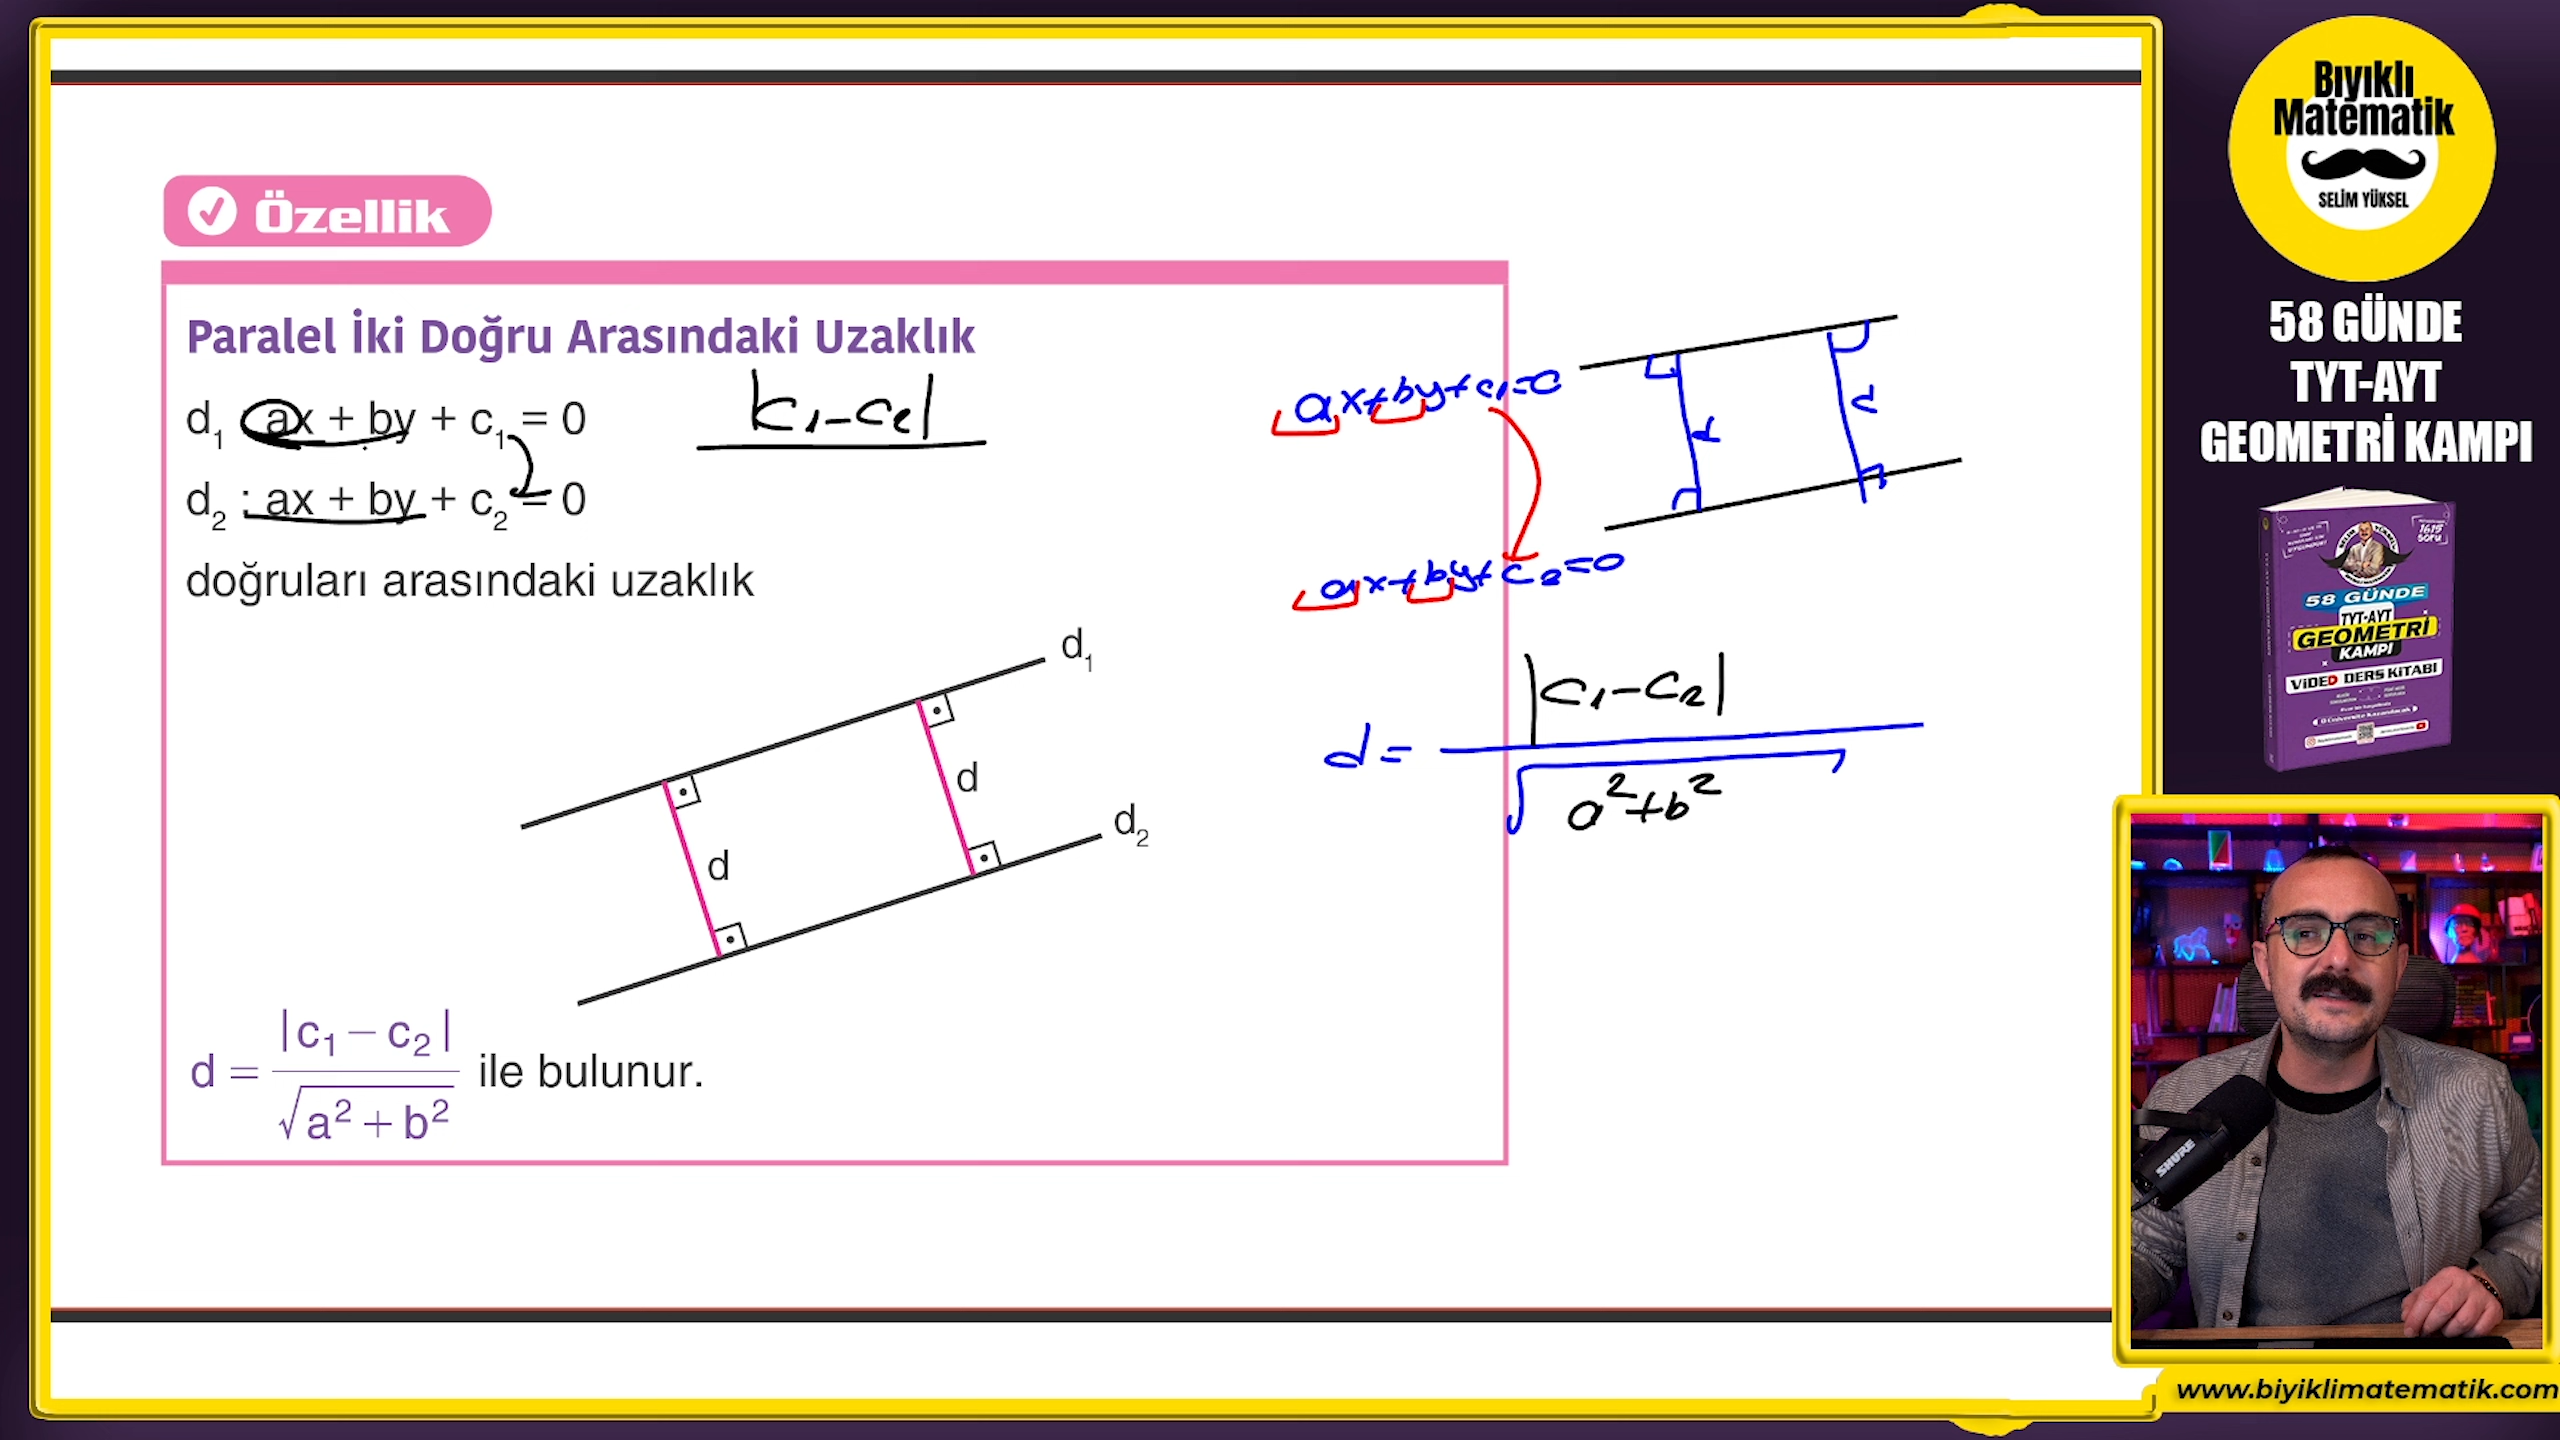 Özellik
Paralel İki Doğru Arasındaki Uzaklık
d₁ ax + by + c₁ = 0
|c₁-c₂|
d₂ : ax + by + c₂ = 0
doğruları arasındaki uzaklık
d₁
d
d
d₂
d = |c₁ − c₂| / √(a² + b²) ile bulunur.
ax+by+c₁=0
d
d
ax+by+c₂=0
d = |c₁-c₂| / √(a²+b²)
Bıyıklı
Matematik
SELİM YÜKSEL
58 GÜNDE
TYT-AYT
GEOMETRİ KAMPI
1615
SORU
58 GÜNDE
TYT-AYT
GEOMETRİ
KAMPI
VİDEO DERS KİTABI
SHURE
www.biyiklimatematik.com